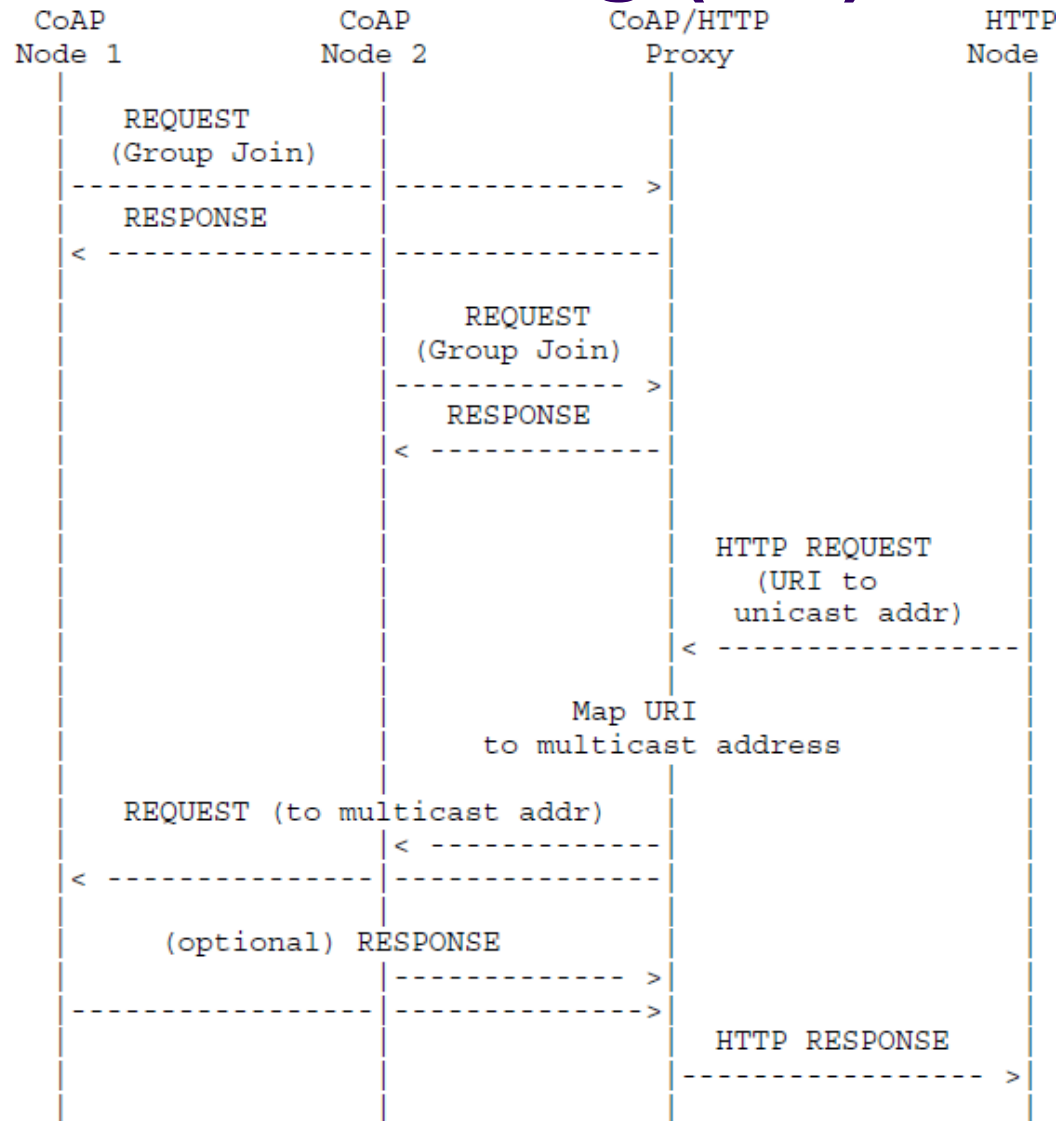 CoAP CoAP CoAP/HTTP HTTP
Node 1 Node 2 Proxy Node
REQUEST
(Group Join)
RESPONSE
REQUEST
(Group Join)
RESPONSE
HTTP REQUEST
(URI to
unicast addr)
Map URI
to multicast address
REQUEST (to multicast addr)
(optional) RESPONSE
HTTP RESPONSE